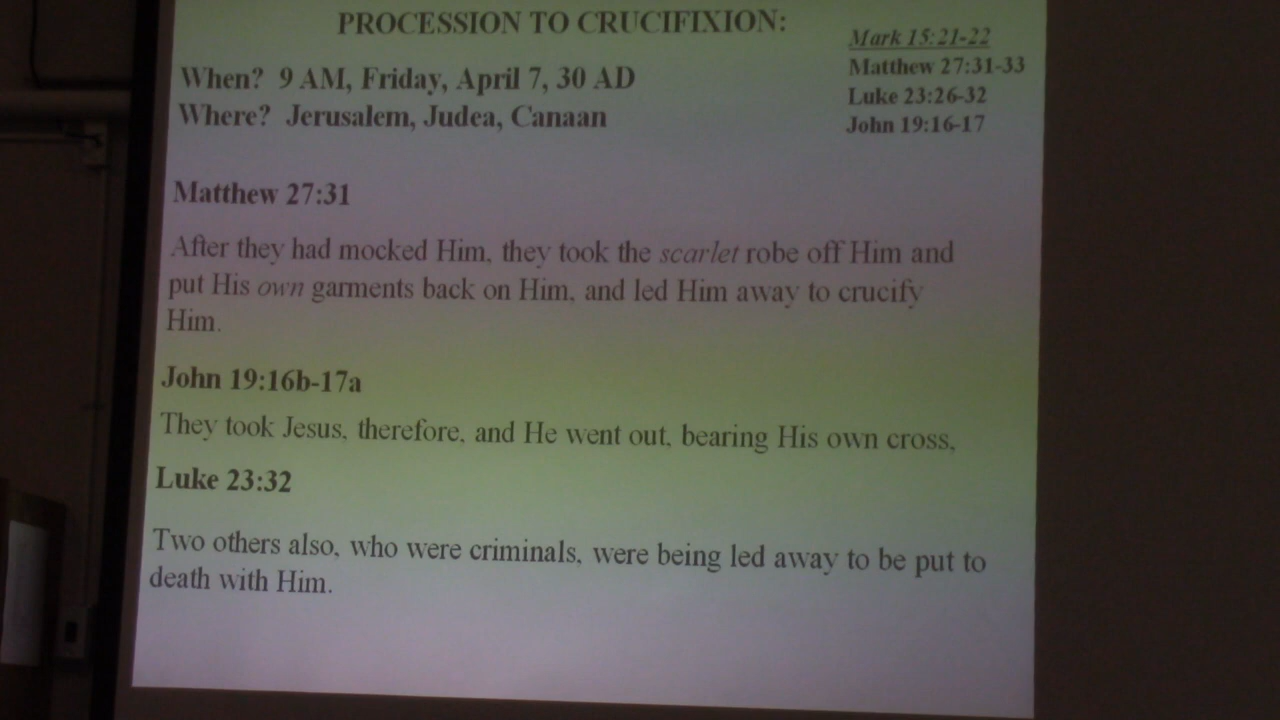 PROCESSION TO CRUCIFIXION:
Mark 15:21-22
Matthew 27:31-33
Luke 23:26-32
John 19:16-17
When? 9 AM, Friday, April 7, 30 AD
Where? Jerusalem, Judea, Canaan
Matthew 27:31
After they had mocked Him, they took the scarlet robe off Him and
put His own garments back on Him, and led Him away to crucify
Him.
John 19:16b-17a
They took Jesus, therefore, and He went out, bearing His own cross,
Luke 23:32
Two others also, who were criminals, were being led away to be put to
death with Him.